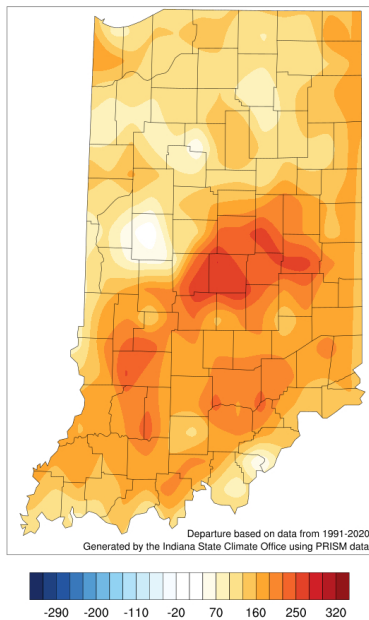 Departure based on data from 1991-2020
Generated by the Indiana State Climate Office using PRISM data
-290 -200 -110 -20 70 160 250 320